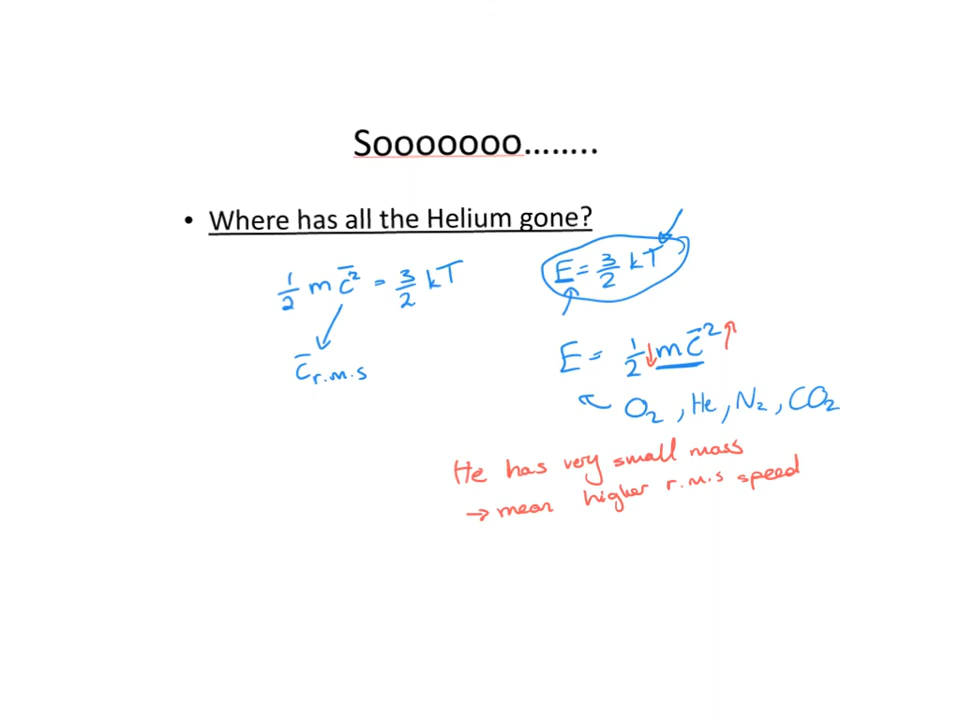 Sooooooo........
• Where has all the Helium gone?
½ m c̄² = 3/2 kT
E = 3/2 kT
c̄ r.m.s
E = ½ ↓ m c̄² ↑
O₂, He, N₂, CO₂
He has very small mass
→ mean higher r.m.s speed